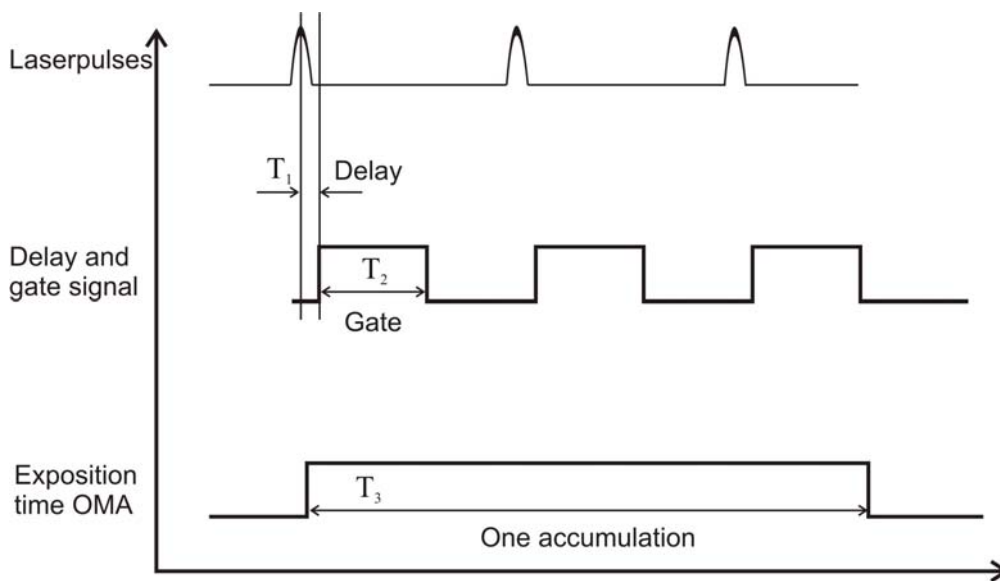 Laserpulses
T₁ Delay
Delay and
gate signal
T₂
Gate
Exposition
time OMA
T₃
One accumulation